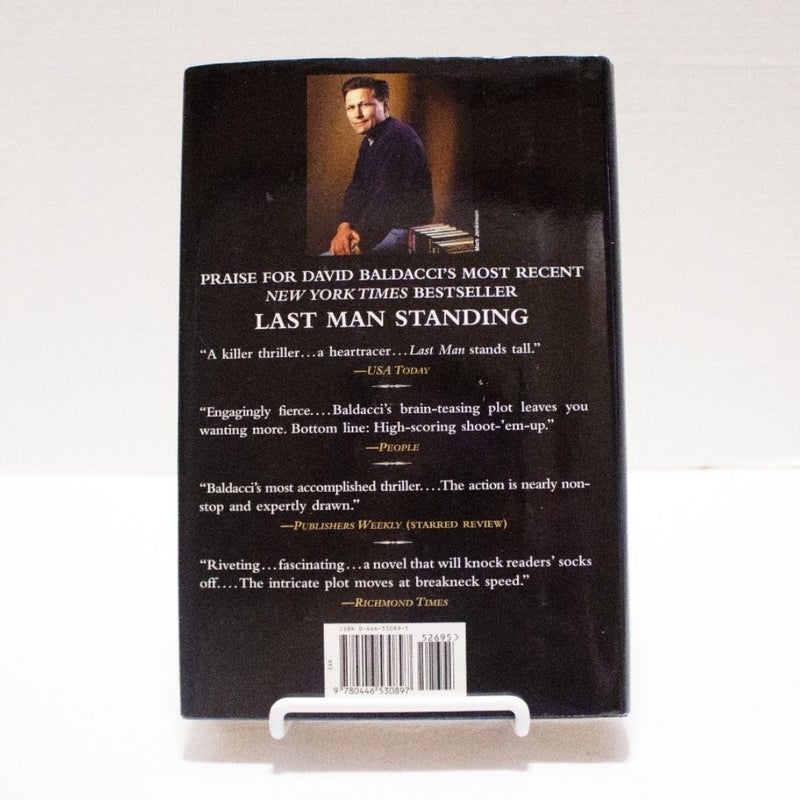 Mark Jenkinson
PRAISE FOR DAVID BALDACCI'S MOST RECENT
NEW YORK TIMES BESTSELLER
LAST MAN STANDING
“A killer thriller…a heartracer…Last Man stands tall.”
—USA TODAY
“Engagingly fierce.…Baldacci's brain-teasing plot leaves you
wanting more. Bottom line: High-scoring shoot-'em-up.”
—PEOPLE
“Baldacci's most accomplished thriller.…The action is nearly non-
stop and expertly drawn.”
—PUBLISHERS WEEKLY (STARRED REVIEW)
“Riveting…fascinating…a novel that will knock readers' socks
off.…The intricate plot moves at breakneck speed.”
—RICHMOND TIMES
ISBN 0-446-53089-1
52695>
EAN
9 780446 530897